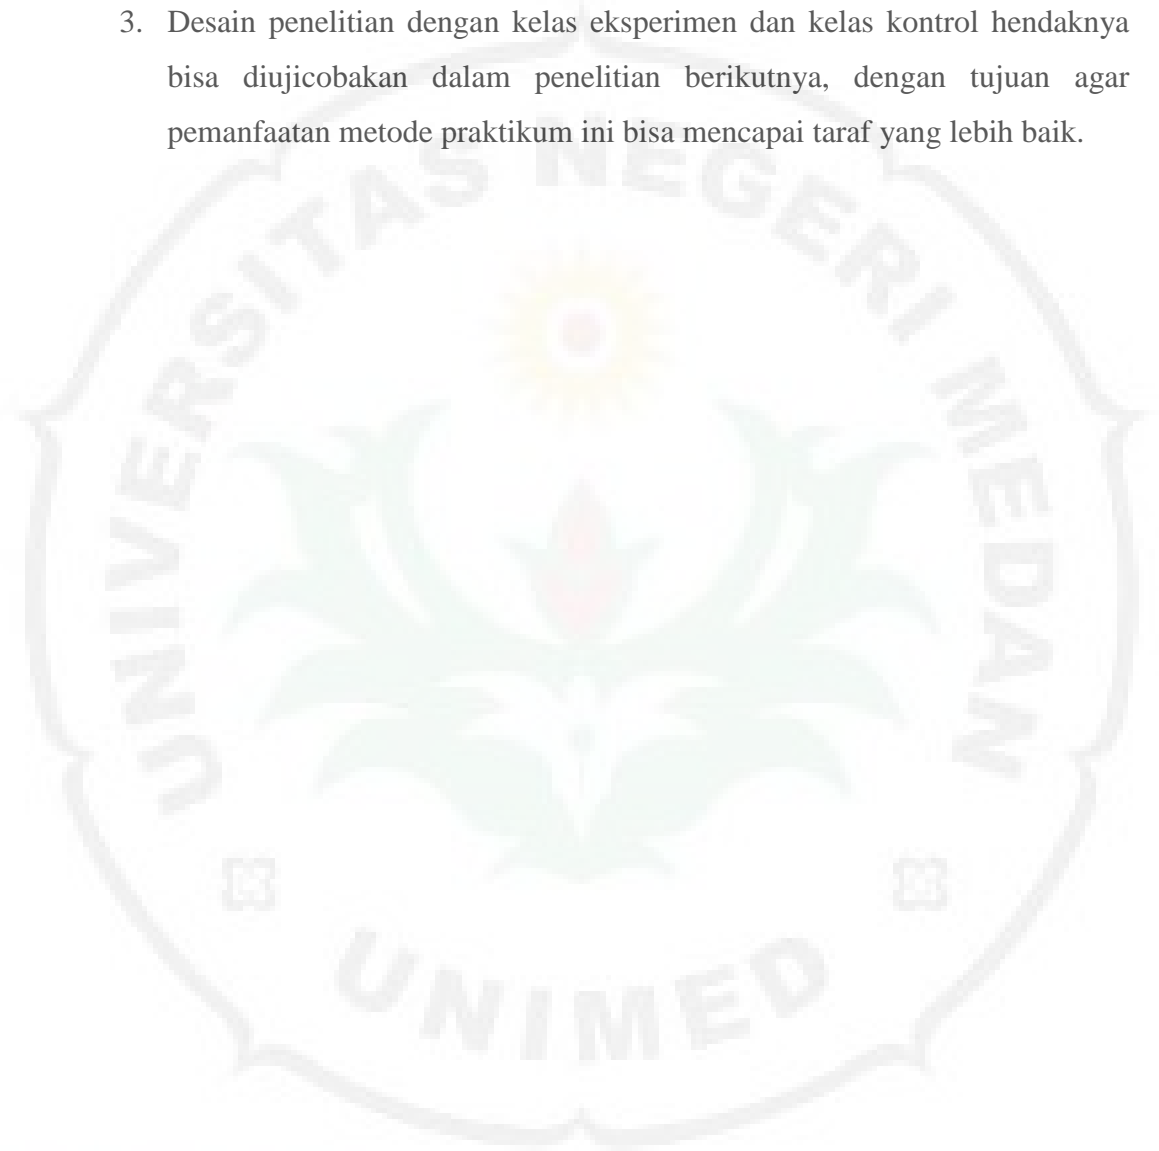 3. Desain penelitian dengan kelas eksperimen dan kelas kontrol hendaknya
bisa diujicobakan dalam penelitian berikutnya, dengan tujuan agar
pemanfaatan metode praktikum ini bisa mencapai taraf yang lebih baik.
UNIVERSITAS NEGERI MEDAN
UNIMED